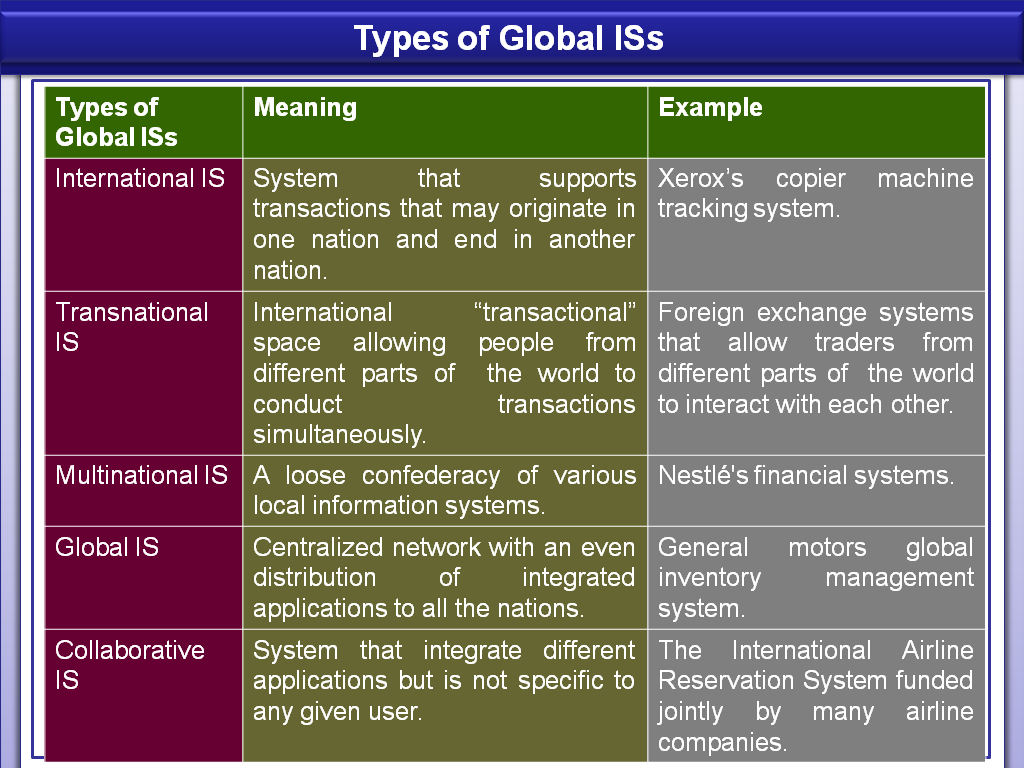 Types of Global ISs
Types of
Global ISs
Meaning
Example
International IS
System that supports
transactions that may originate in
one nation and end in another
nation.
Xerox’s copier machine
tracking system.
Transnational
IS
International “transactional”
space allowing people from
different parts of the world to
conduct transactions
simultaneously.
Foreign exchange systems
that allow traders from
different parts of the world
to interact with each other.
Multinational IS
A loose confederacy of various
local information systems.
Nestlé's financial systems.
Global IS
Centralized network with an even
distribution of integrated
applications to all the nations.
General motors global
inventory management
system.
Collaborative
IS
System that integrate different
applications but is not specific to
any given user.
The International Airline
Reservation System funded
jointly by many airline
companies.